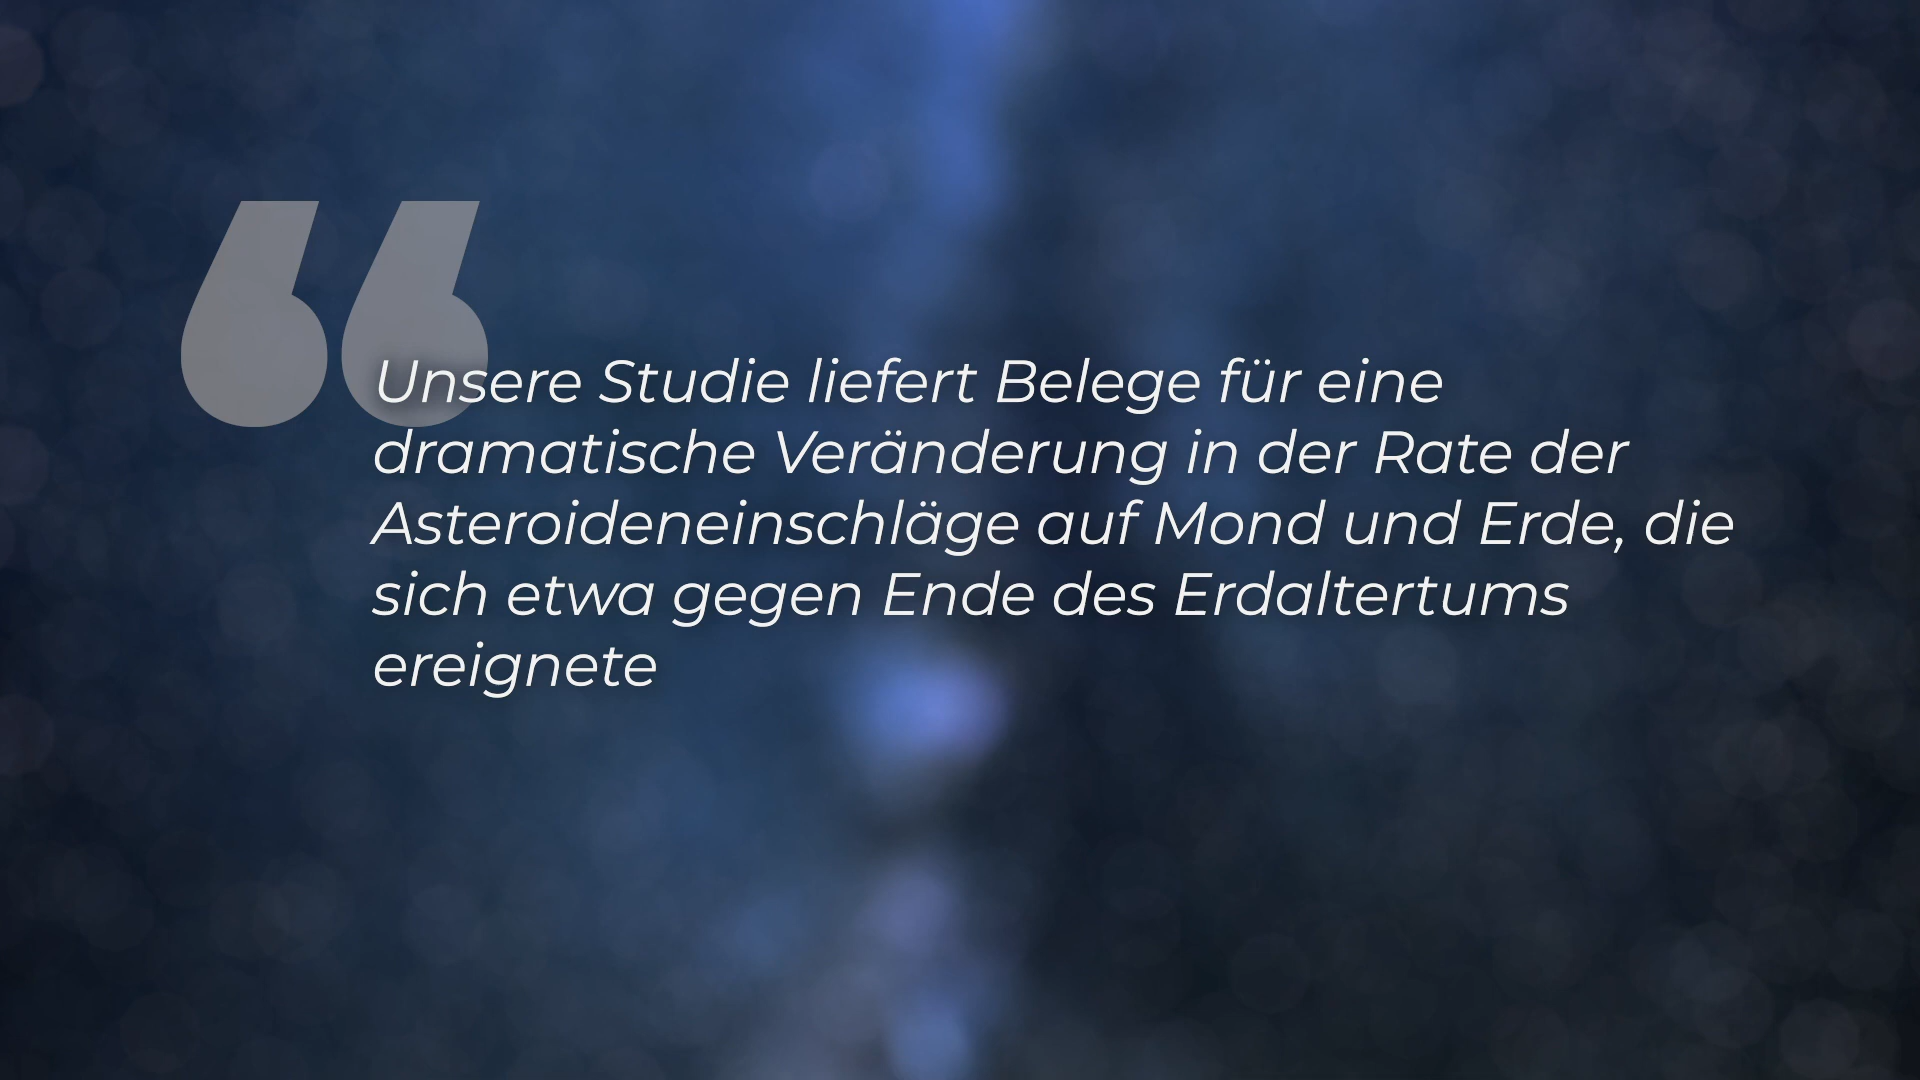 Unsere Studie liefert Belege für eine
dramatische Veränderung in der Rate der
Asteroideneinschläge auf Mond und Erde, die
sich etwa gegen Ende des Erdaltertums
ereignete